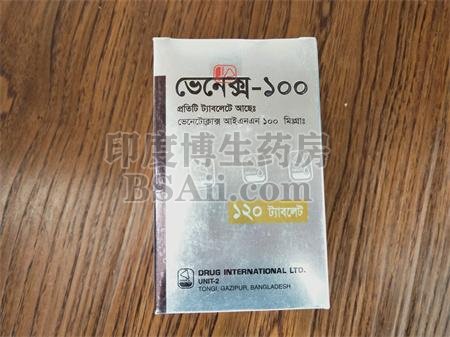 ভেনেক্স-১০০
প্রতিটি ট্যাবলেটে আছেঃ
ভেনেটোক্লাক্স আইএনএন ১০০ মিঃগ্রাঃ
印度博生药房
BSAii.com
১২০ ট্যাবলেট
DRUG INTERNATIONAL LTD.
UNIT-2
TONGI, GAZIPUR, BANGLADESH